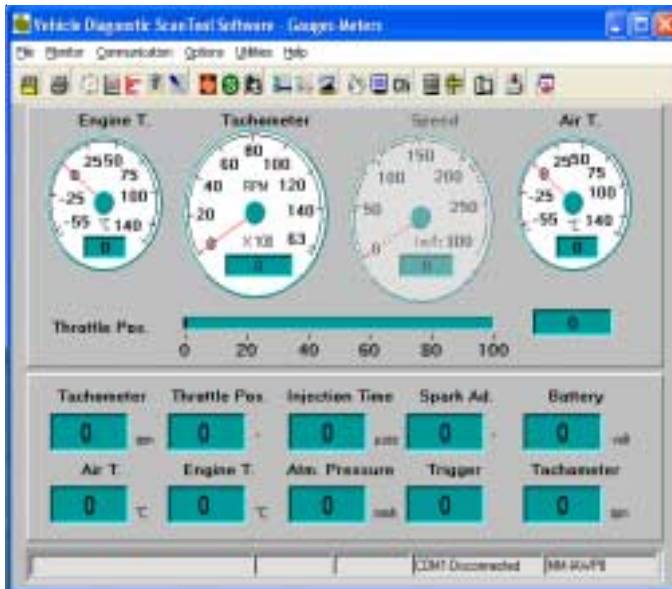 Vehicle Diagnostic Scan Tool Software - Gauges-Meters
File Monitor Communication Options Utilities Help
Engine T. Tachometer Speed Air T.
0 25 50 75 100 140 -25 -55 °C 0
0 20 40 60 80 100 120 140 RPM X100 0
0 50 100 150 200 250 300 0
0 25 50 75 100 140 -25 -55 °C 0
Throttle Pos. 0
0 20 40 60 80 100
Tachometer Throttle Pos. Injection Time Spark Ad. Battery
0 rpm 0 ° 0 0 ° 0 volt
Air T. Engine T. Atm. Pressure Trigger Tachometer
0 °C 0 °C 0 0 0 rpm
COM1:Disconnected